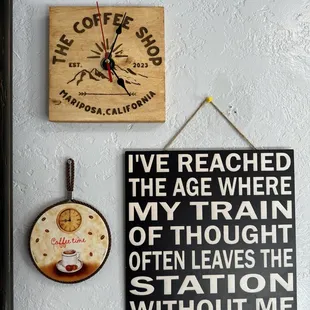 THE COFFEE SHOP
EST. 2023
MARIPOSA, CALIFORNIA
Coffee time
I'VE REACHED
THE AGE WHERE
MY TRAIN
OF THOUGHT
OFTEN LEAVES THE
STATION
WITHOUT ME